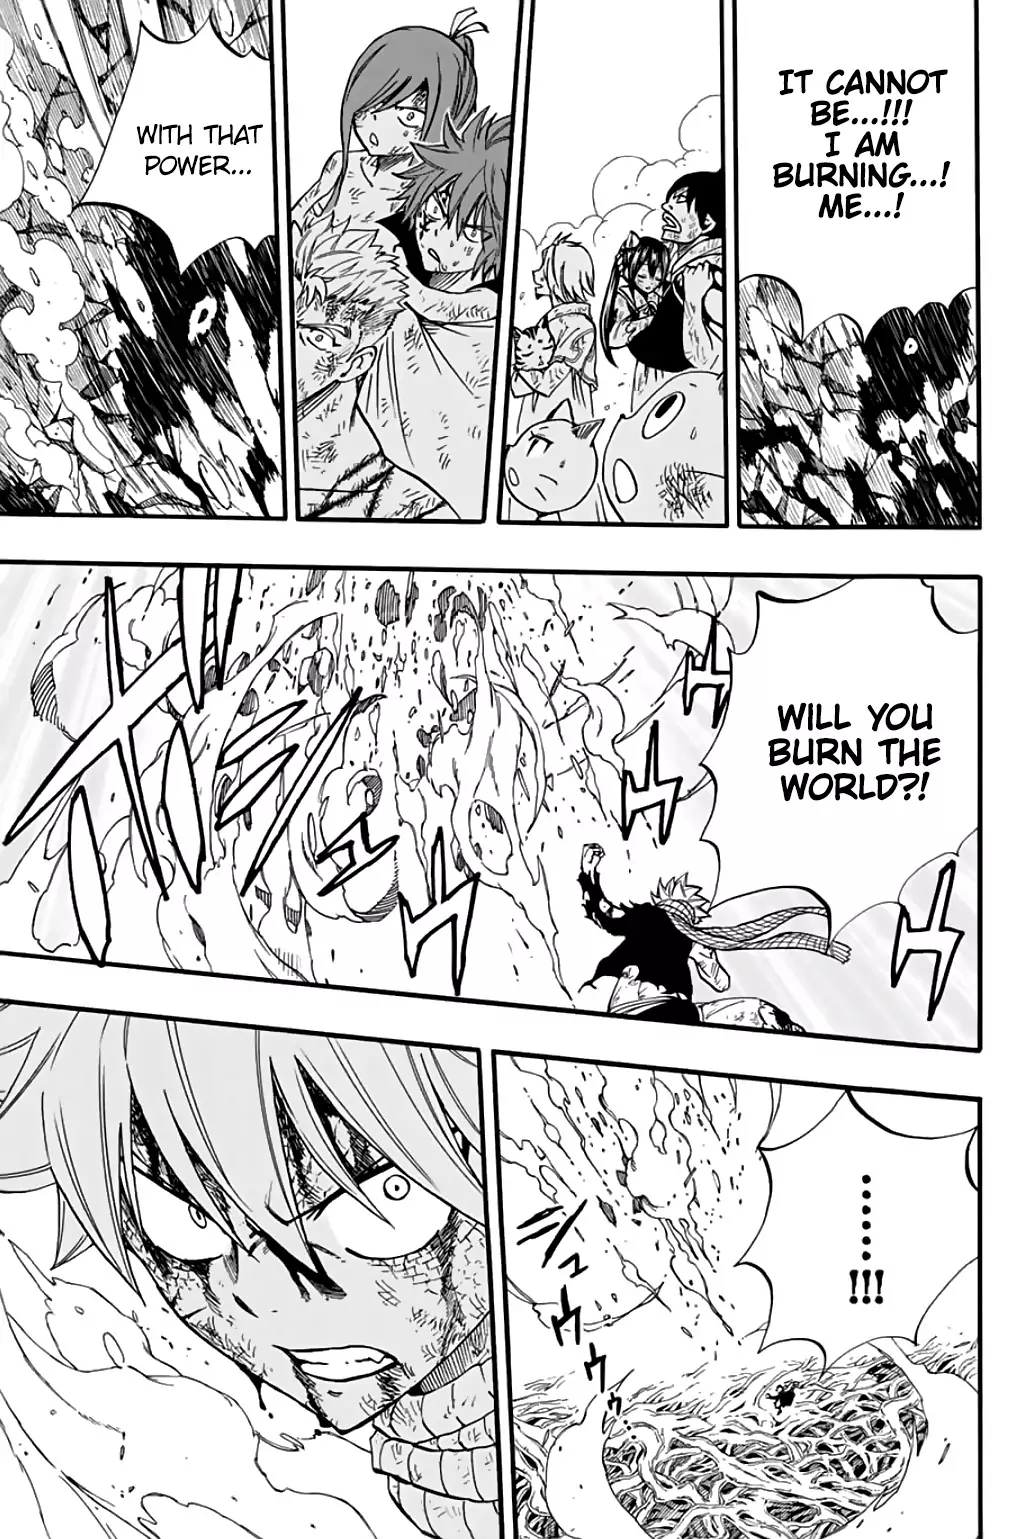 IT CANNOT
BE...!!!
I AM
BURNING...!
ME...!
WITH THAT
POWER...
WILL YOU
BURN THE
WORLD?!
......!!!